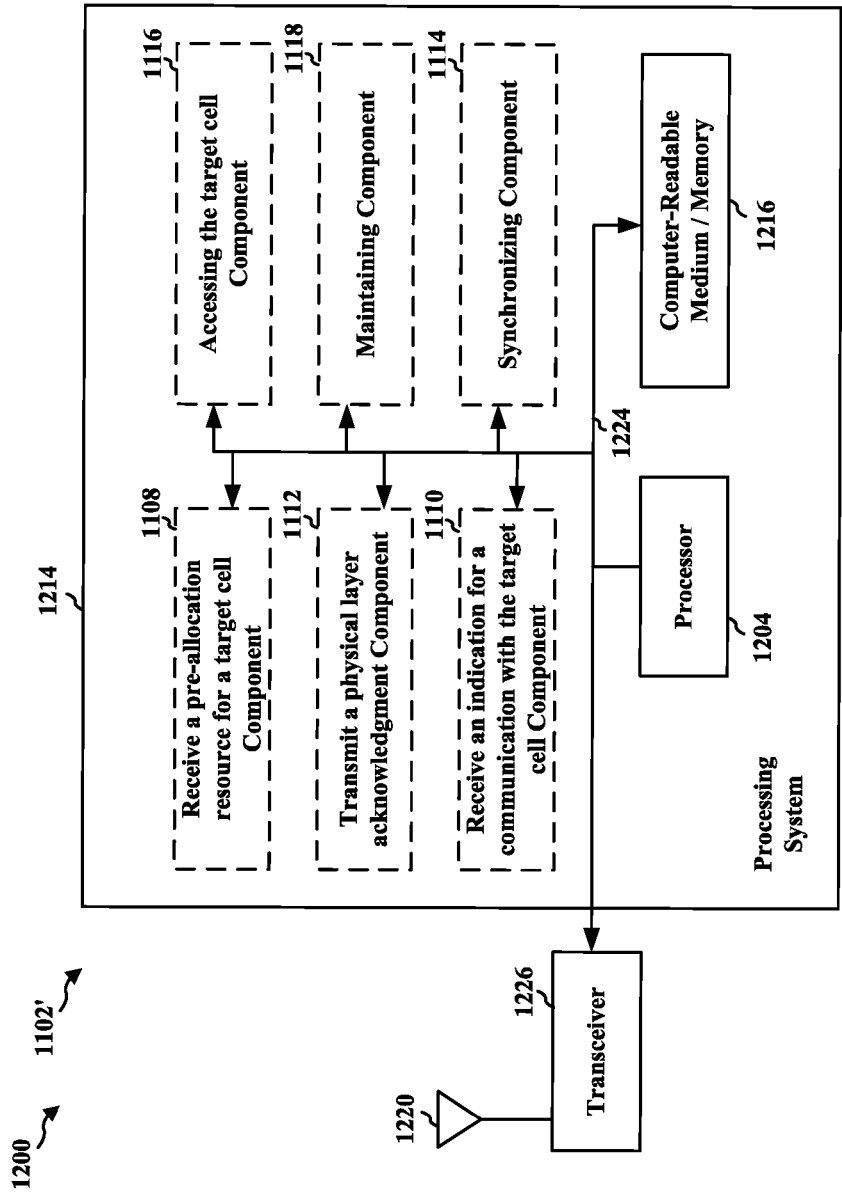 1200
1102'
1214
1108
Receive a pre-allocation
resource for a target cell
Component
1116
Accessing the target cell
Component
1112
Transmit a physical layer
acknowledgment Component
1118
Maintaining Component
1110
Receive an indication for a
communication with the target
cell Component
1114
Synchronizing Component
1220
1226
Transceiver
1224
Processor
1204
Computer-Readable
Medium / Memory
1216
Processing
System